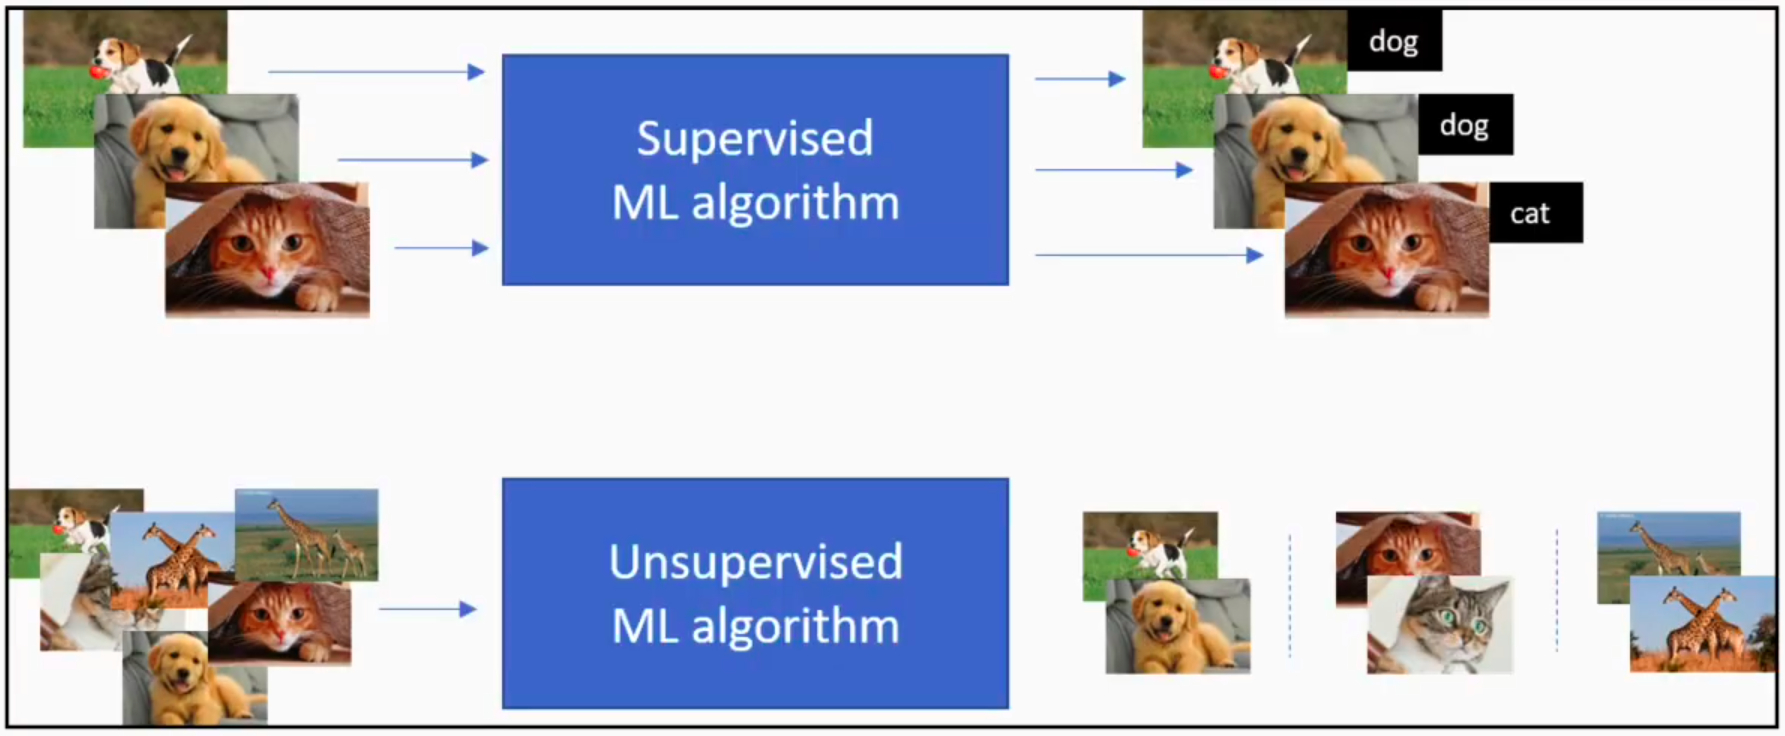 dog
dog
cat
Supervised
ML algorithm
Unsupervised
ML algorithm